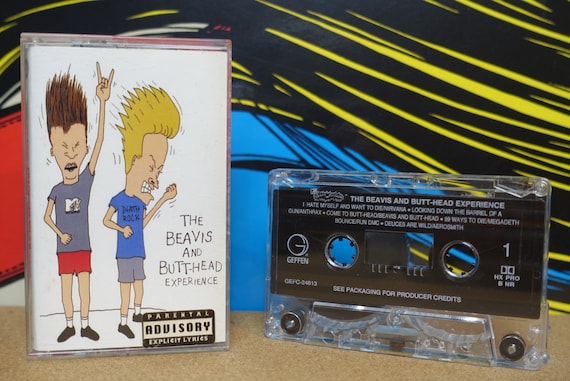 MTV
DEATH
ROCK
THE
BEAVIS
AND
BUTT-HEAD
EXPERIENCE
PARENTAL
ADVISORY
EXPLICIT LYRICS
THE BEAVIS AND BUTT-HEAD EXPERIENCE
I HATE MYSELF AND WANT TO DIE/NIRVANA • LOOKING DOWN THE BARREL OF A
GUN/ANTHRAX • COME TO BUTT-HEAD/BEAVIS AND BUTT-HEAD • 99 WAYS TO DIE/MEGADETH
BOUNCE/RUN DMC • DEUCES ARE WILD/AEROSMITH
GEFFEN
1
HX PRO
B NR
GEFC-24613
SEE PACKAGING FOR PRODUCER CREDITS